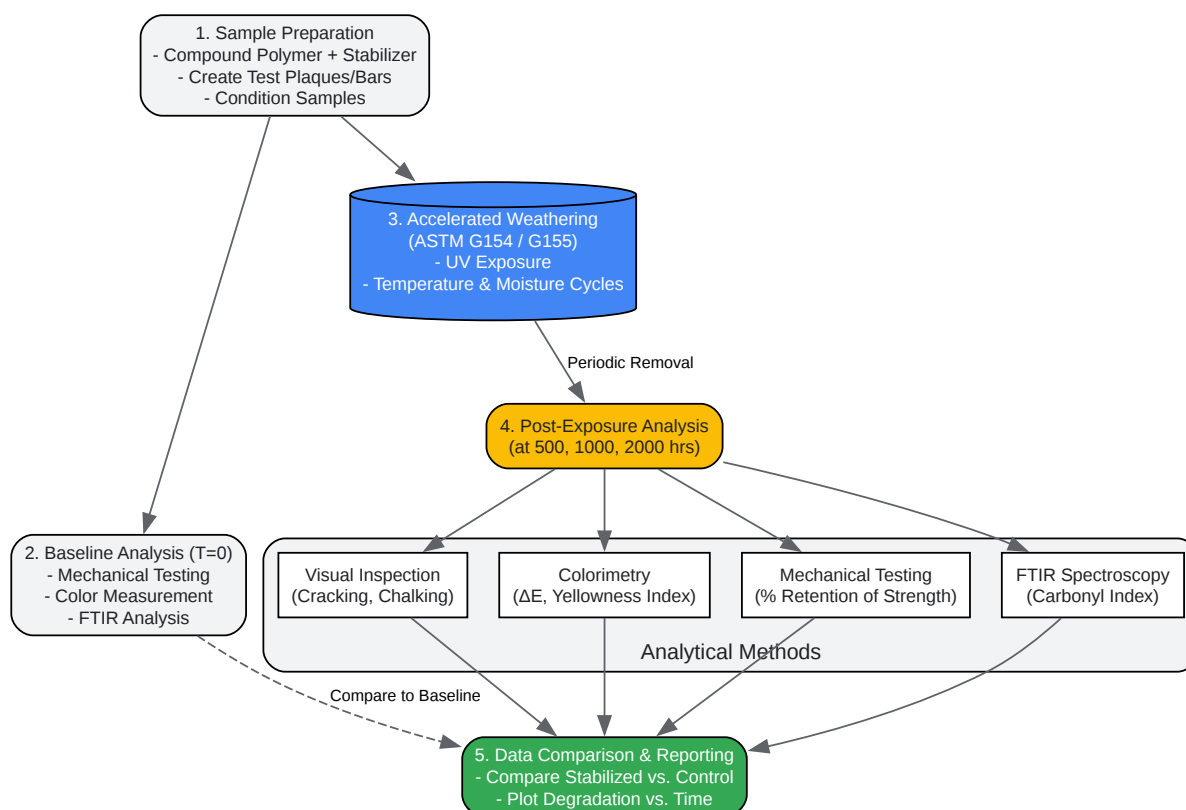 1. Sample Preparation
- Compound Polymer + Stabilizer
- Create Test Plaques/Bars
- Condition Samples
3. Accelerated Weathering
(ASTM G154 / G155)
- UV Exposure
- Temperature & Moisture Cycles
Periodic Removal
4. Post-Exposure Analysis
(at 500, 1000, 2000 hrs)
2. Baseline Analysis (T=0)
- Mechanical Testing
- Color Measurement
- FTIR Analysis
Visual Inspection
(Cracking, Chalking)
Colorimetry
(ΔE, Yellowness Index)
Mechanical Testing
(% Retention of Strength)
FTIR Spectroscopy
(Carbonyl Index)
Analytical Methods
Compare to Baseline
5. Data Comparison & Reporting
- Compare Stabilized vs. Control
- Plot Degradation vs. Time